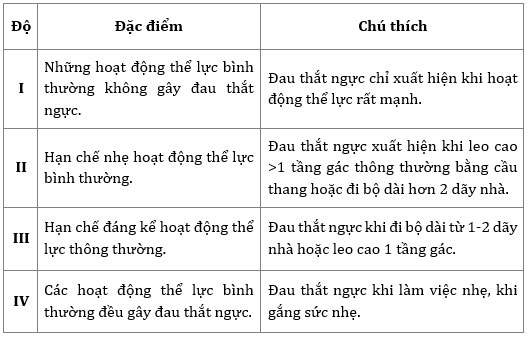 Độ
Đặc điểm
Chú thích
I
Những hoạt động thể lực bình
thường không gây đau thắt
ngực.
Đau thắt ngực chỉ xuất hiện khi hoạt
động thể lực rất mạnh.
II
Hạn chế nhẹ hoạt động thể lực
bình thường.
Đau thắt ngực xuất hiện khi leo cao
>1 tầng gác thông thường bằng cầu
thang hoặc đi bộ dài hơn 2 dãy nhà.
III
Hạn chế đáng kể hoạt động thể
lực thông thường.
Đau thắt ngực khi đi bộ dài từ 1-2 dãy
nhà hoặc leo cao 1 tầng gác.
IV
Các hoạt động thể lực bình
thường đều gây đau thắt ngực.
Đau thắt ngực khi làm việc nhẹ, khi
gắng sức nhẹ.